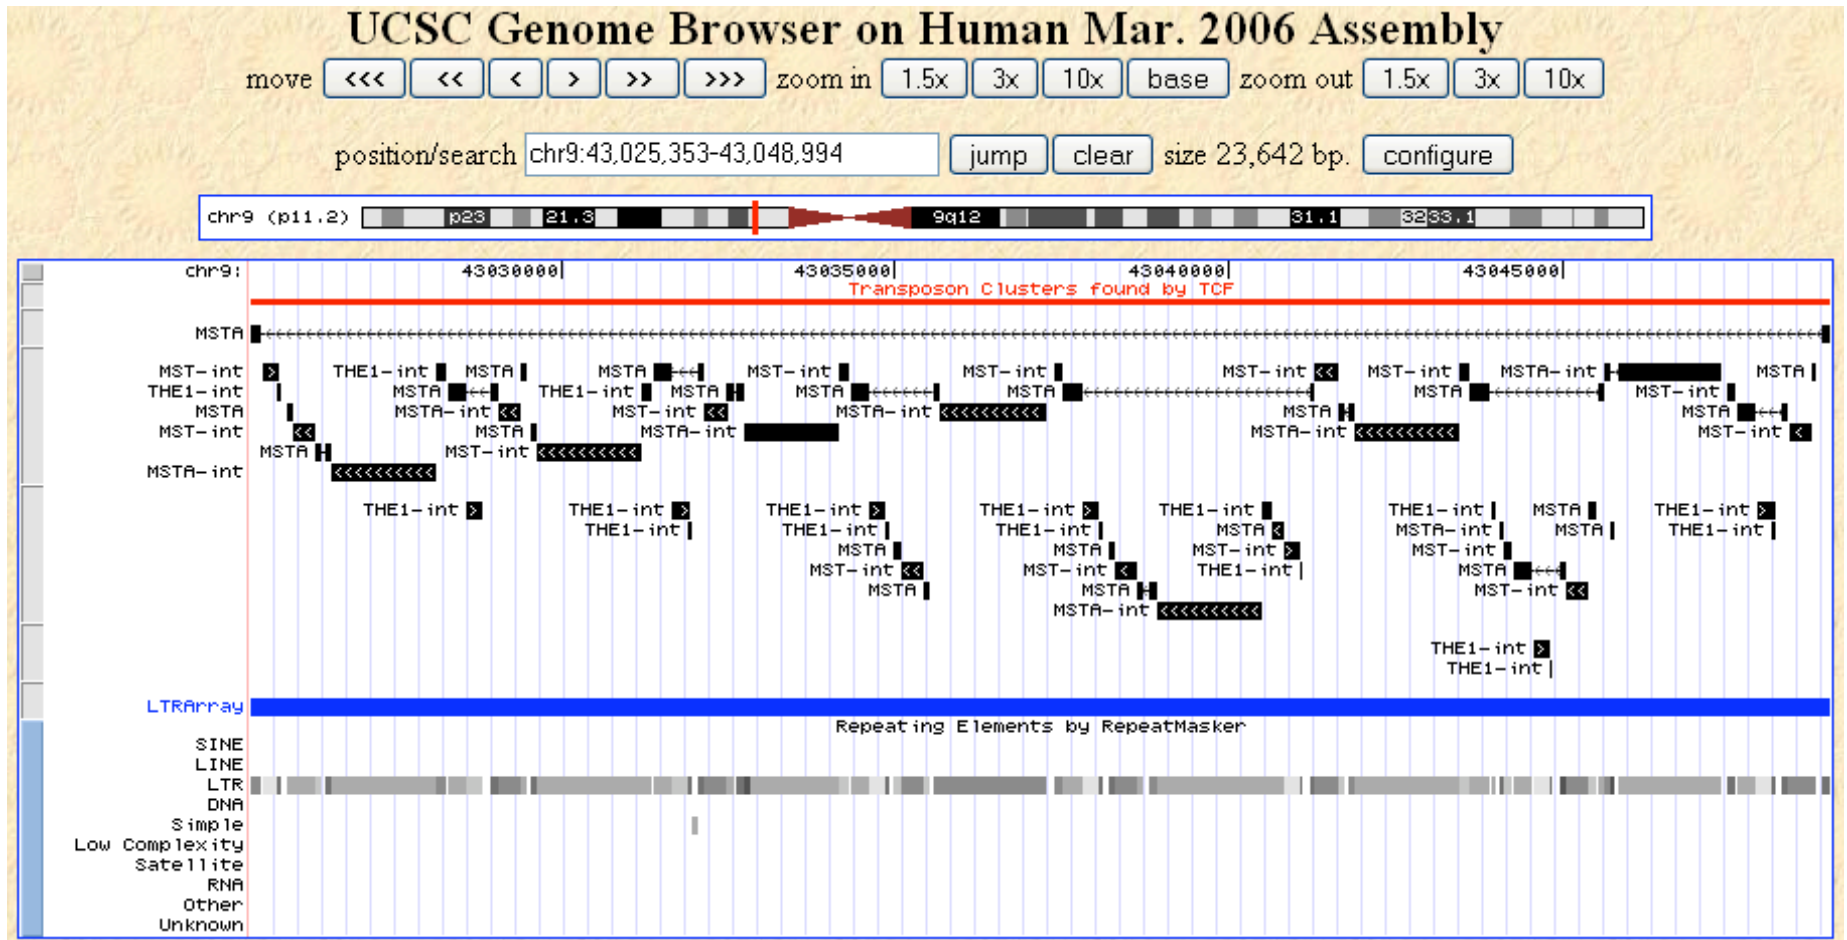 UCSC Genome Browser on Human Mar. 2006 Assembly
move <<< << < > >> >>> zoom in 1.5x 3x 10x base zoom out 1.5x 3x 10x
position/search chr9:43,025,353-43,048,994 jump clear size 23,642 bp. configure
chr9 (p11.2) p23 21.3 9q12 31.1 32 33.1
chr9: 43030000| 43035000| 43040000| 43045000|
Transposon Clusters found by TCF
MSTA
MST-int THE1-int MSTA MSTA MST-int MST-int MST-int MST-int MSTA-int MSTA
THE1-int MSTA THE1-int MSTA MSTA MSTA MSTA MST-int
MSTA MSTA-int MST-int MSTA-int MSTA MSTA
MST-int MSTA MSTA-int MSTA-int MST-int
MSTA MST-int
MSTA-int
THE1-int THE1-int THE1-int THE1-int THE1-int THE1-int MSTA THE1-int
THE1-int THE1-int THE1-int MSTA MSTA-int MSTA THE1-int
MSTA MSTA MST-int MST-int
MST-int MST-int THE1-int MSTA
MSTA MSTA MST-int
MSTA-int
THE1-int
THE1-int
LTRArray
Repeating Elements by RepeatMasker
SINE
LINE
LTR
DNA
Simple
Low Complexity
Satellite
RNA
Other
Unknown